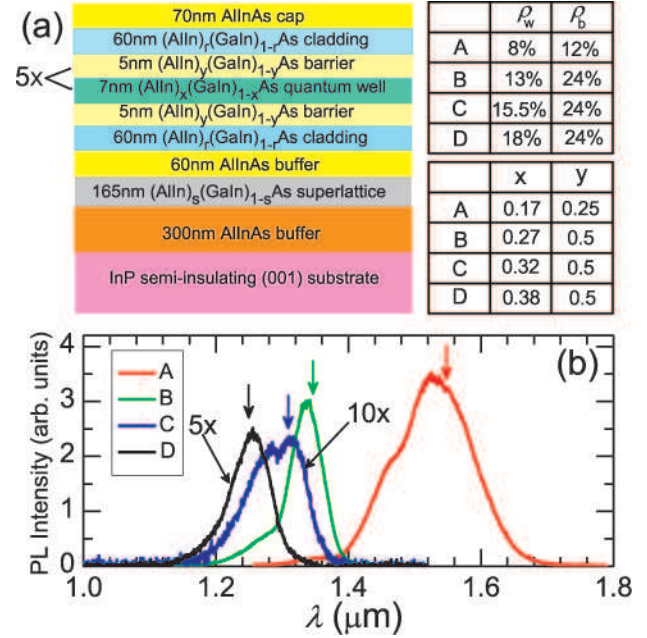 (a)
70nm AlInAs cap
60nm (AlIn)r(GaIn)1-rAs cladding
5x
5nm (AlIn)y(GaIn)1-yAs barrier
7nm (AlIn)x(GaIn)1-xAs quantum well
5nm (AlIn)y(GaIn)1-yAs barrier
60nm (AlIn)r(GaIn)1-rAs cladding
60nm AlInAs buffer
165nm (AlIn)s(GaIn)1-sAs superlattice
300nm AlInAs buffer
InP semi-insulating (001) substrate
ρw ρb
A 8% 12%
B 13% 24%
C 15.5% 24%
D 18% 24%
x y
A 0.17 0.25
B 0.27 0.5
C 0.32 0.5
D 0.38 0.5
(b)
A
B
C
D
5x
10x
PL Intensity (arb. units)
4
3
2
1
0
1.0 1.2 1.4 1.6 1.8
λ (μm)